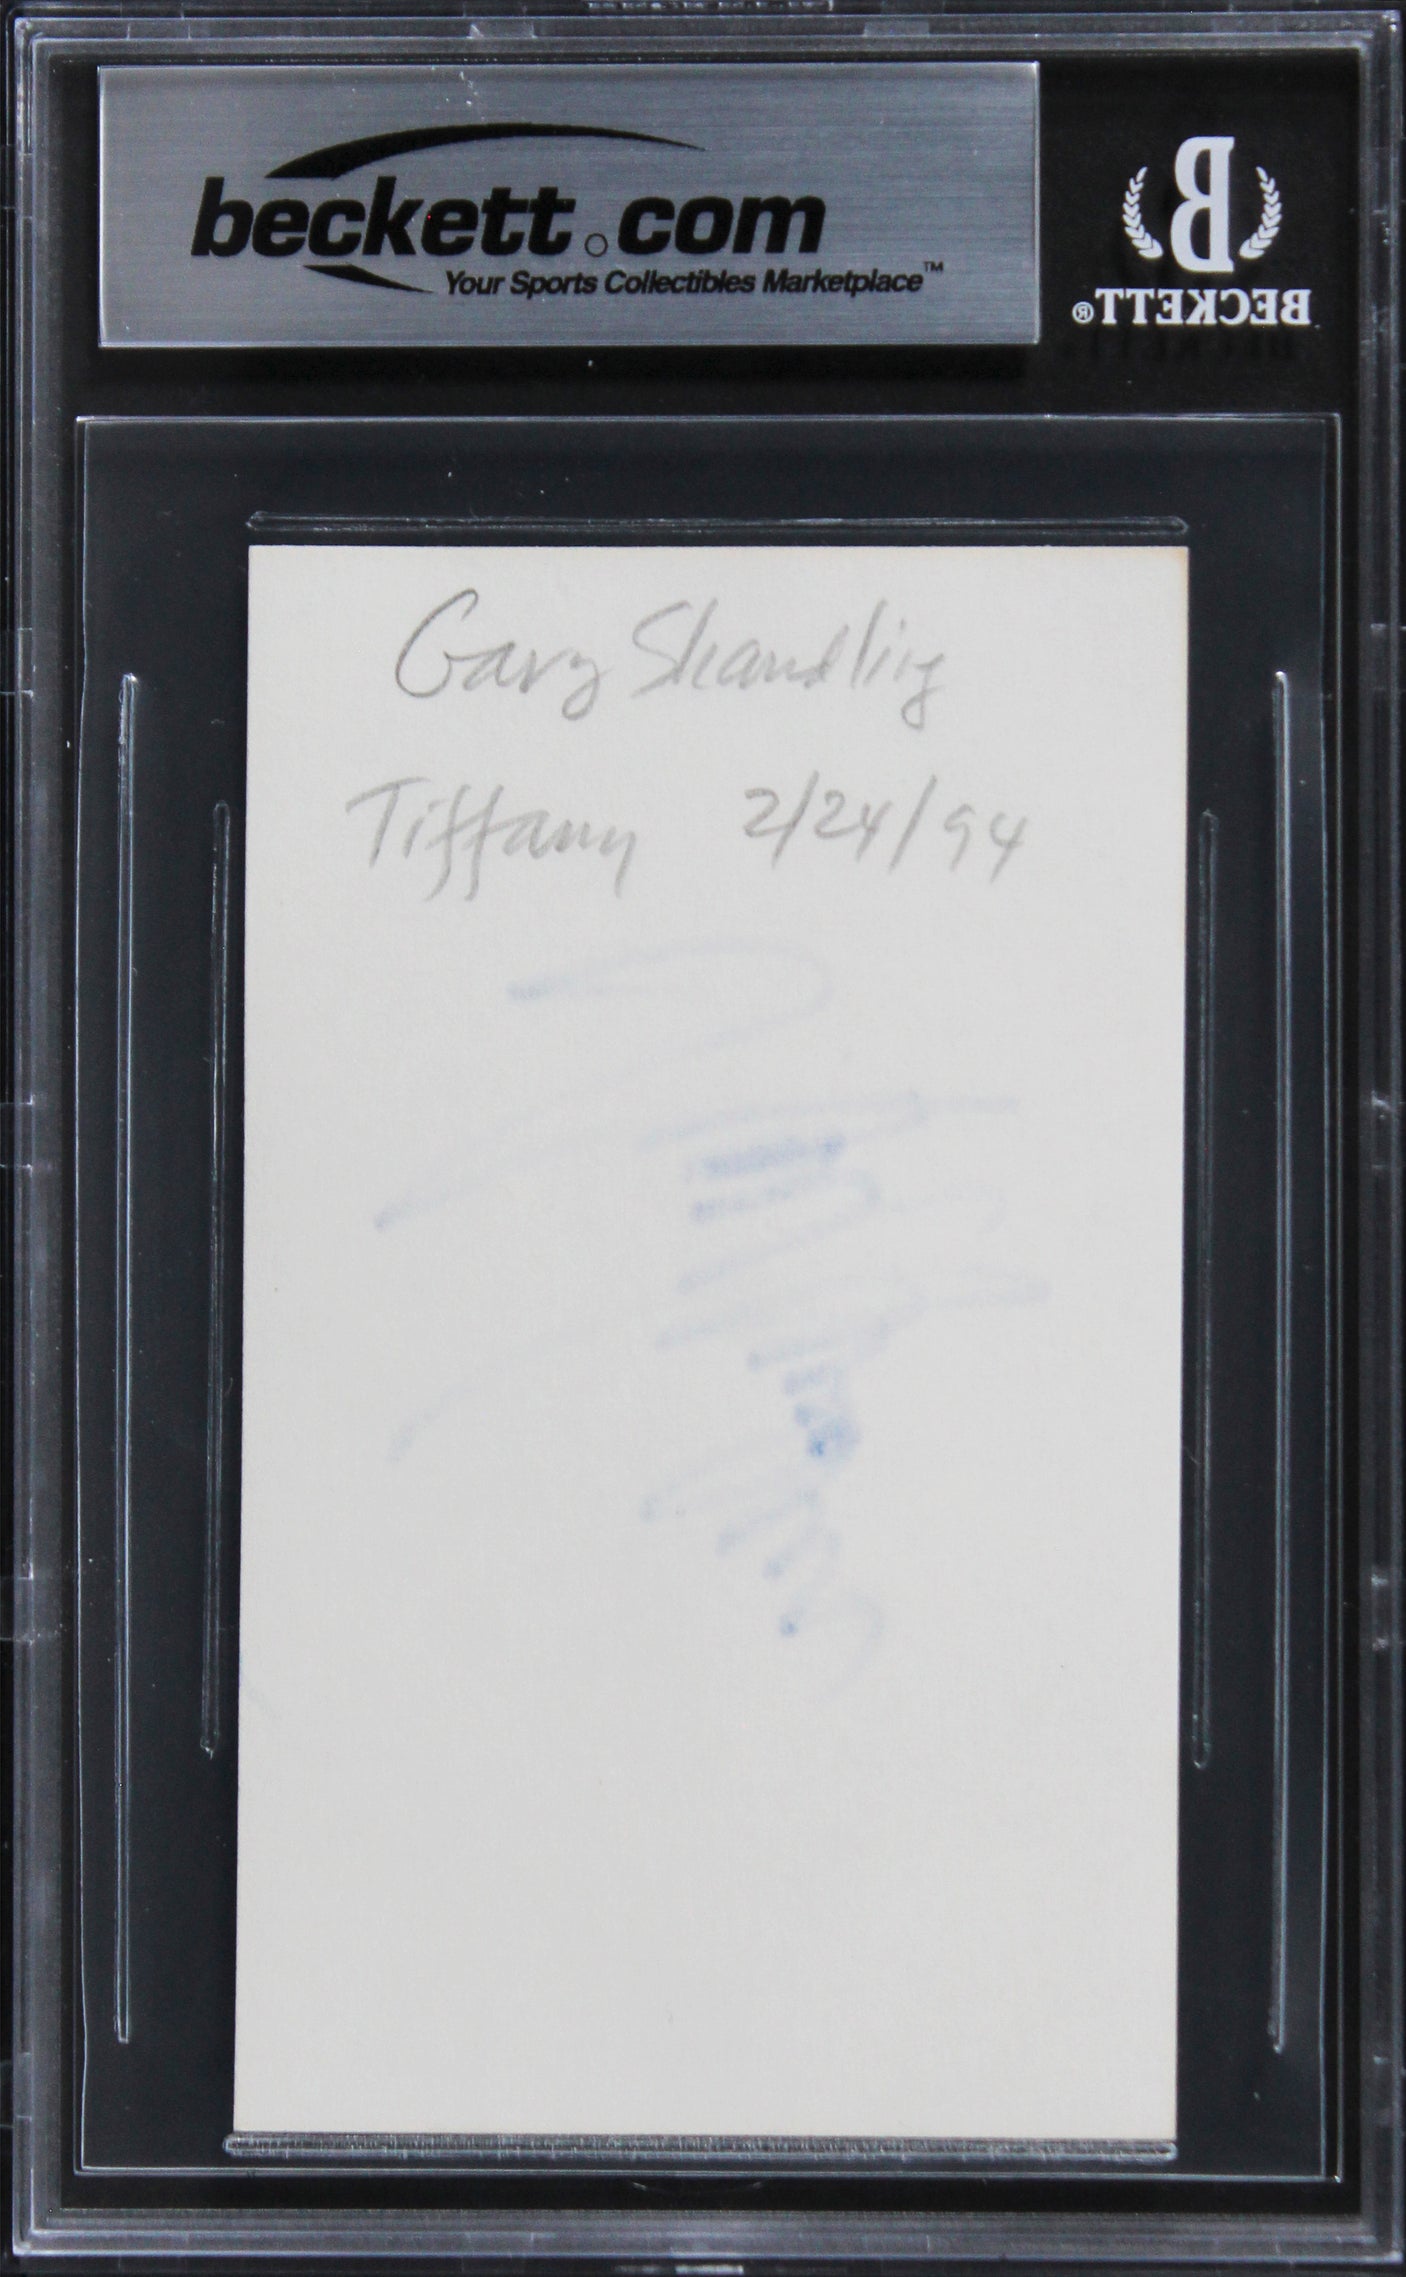 beckett.com
Your Sports Collectibles Marketplace™
BECKETT®
Gary Shandling
Tiffany 2/24/94